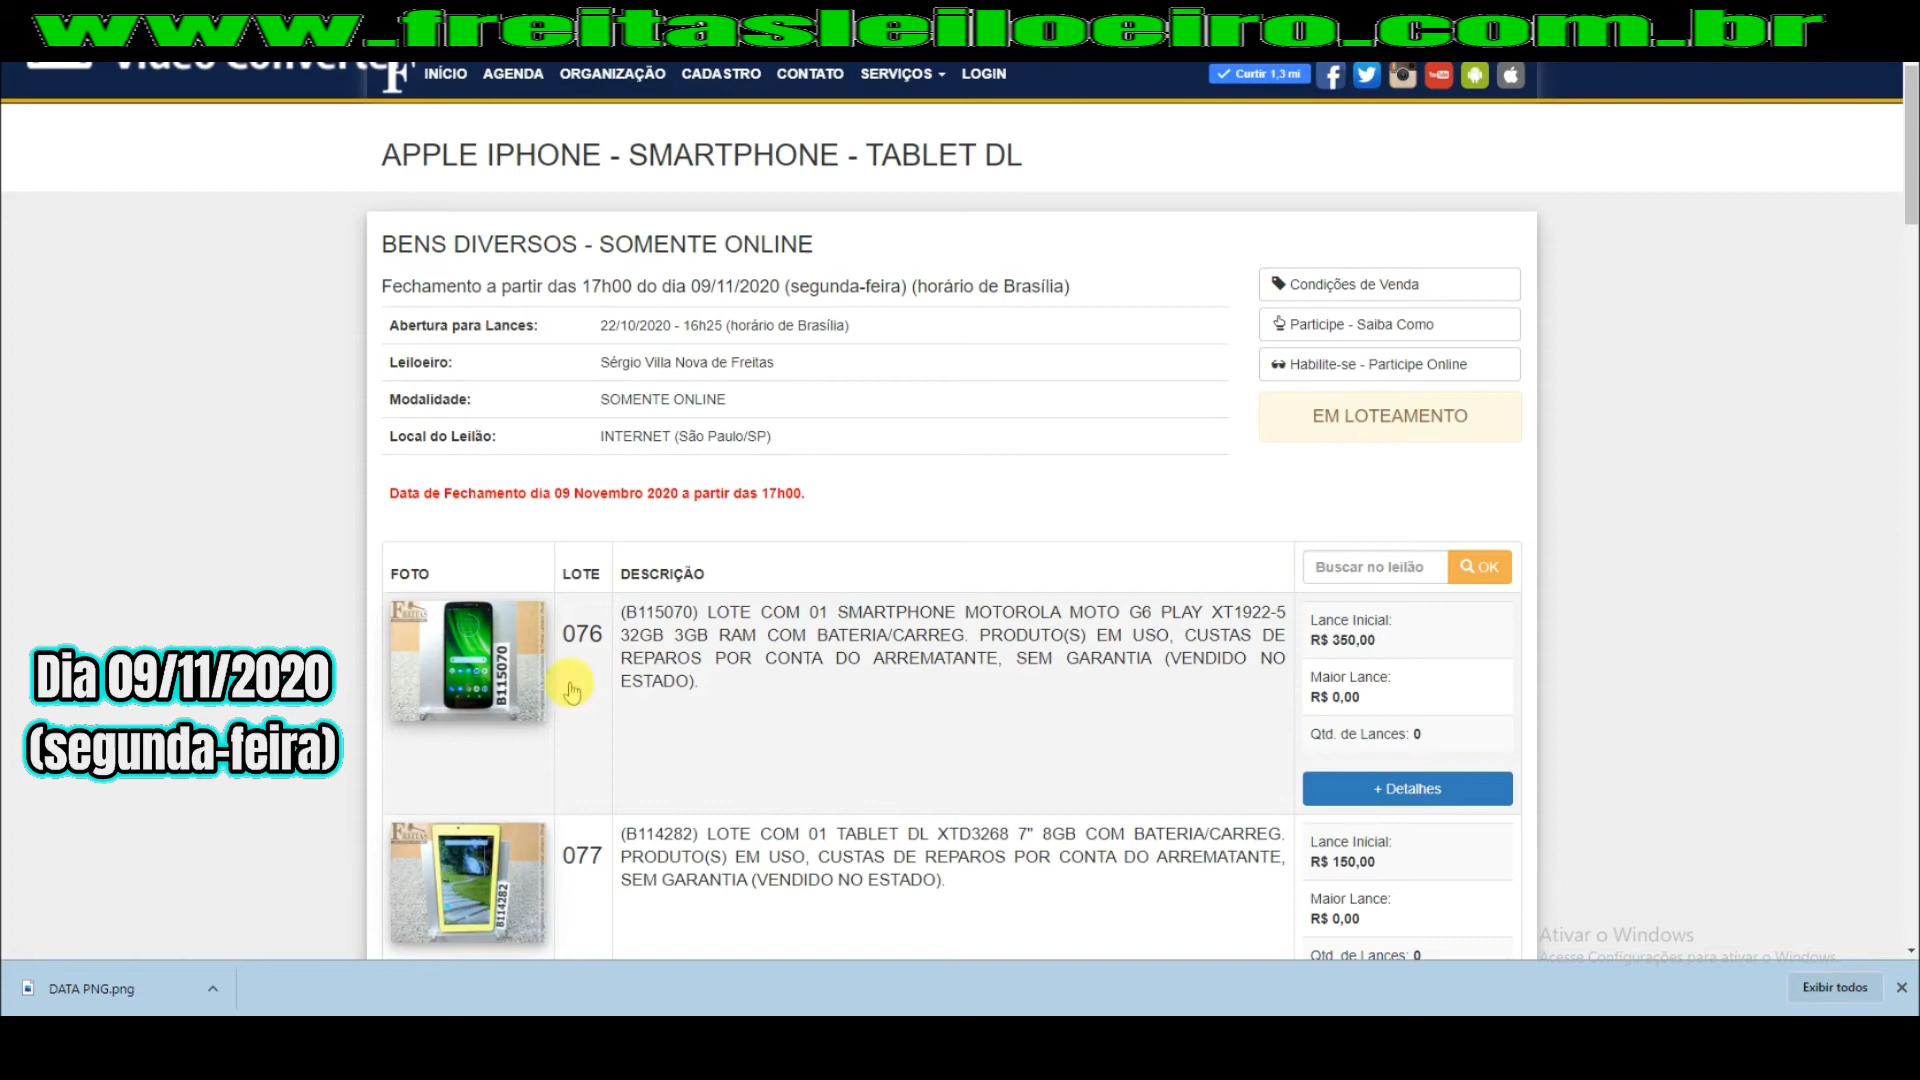 www.freitasleiloeiro.com.br
Video Converte
F INÍCIO AGENDA ORGANIZAÇÃO CADASTRO CONTATO SERVIÇOS LOGIN
Curtir 1,3 mi
APPLE IPHONE - SMARTPHONE - TABLET DL
BENS DIVERSOS - SOMENTE ONLINE
Fechamento a partir das 17h00 do dia 09/11/2020 (segunda-feira) (horário de Brasília)
Abertura para Lances: 22/10/2020 - 16h25 (horário de Brasília)
Leiloeiro: Sérgio Villa Nova de Freitas
Modalidade: SOMENTE ONLINE
Local do Leilão: INTERNET (São Paulo/SP)
Condições de Venda
Participe - Saiba Como
Habilite-se - Participe Online
EM LOTEAMENTO
Data de Fechamento dia 09 Novembro 2020 a partir das 17h00.
FOTO LOTE DESCRIÇÃO
Buscar no leilão OK
FREITAS
B115070
076
(B115070) LOTE COM 01 SMARTPHONE MOTOROLA MOTO G6 PLAY XT1922-5
32GB 3GB RAM COM BATERIA/CARREG. PRODUTO(S) EM USO, CUSTAS DE
REPAROS POR CONTA DO ARREMATANTE, SEM GARANTIA (VENDIDO NO
ESTADO).
Lance Inicial:
R$ 350,00
Maior Lance:
R$ 0,00
Qtd. de Lances: 0
+ Detalhes
FREITAS
B114282
077
(B114282) LOTE COM 01 TABLET DL XTD3268 7" 8GB COM BATERIA/CARREG.
PRODUTO(S) EM USO, CUSTAS DE REPAROS POR CONTA DO ARREMATANTE,
SEM GARANTIA (VENDIDO NO ESTADO).
Lance Inicial:
R$ 150,00
Maior Lance:
R$ 0,00
Qtd. de Lances: 0
Dia 09/11/2020
(segunda-feira)
Ativar o Windows
Acesse Configurações para ativar o Windows.
DATA PNG.png
Exibir todos